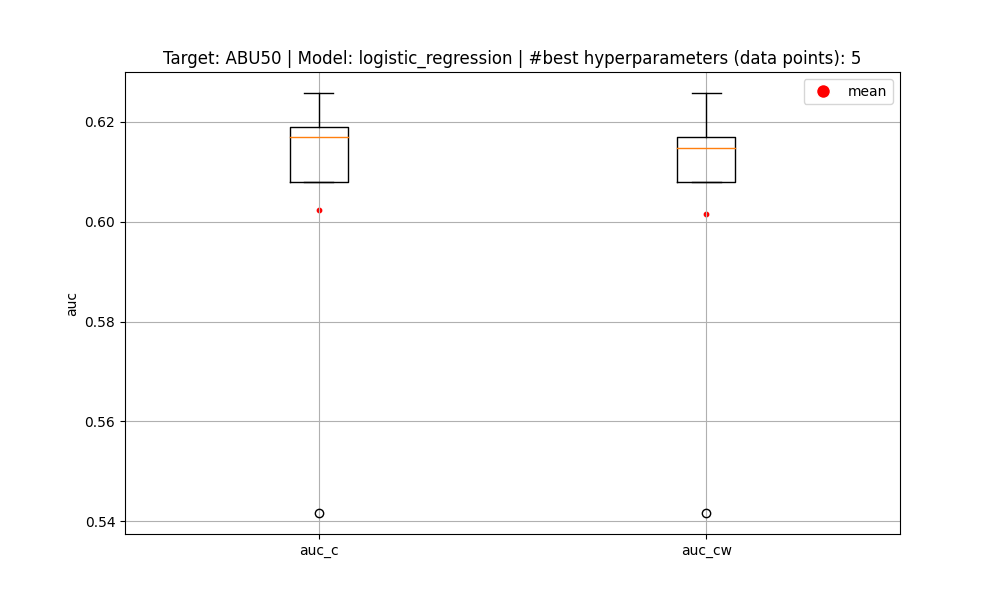 Target: ABU50 | Model: logistic_regression | #best hyperparameters (data points): 5
mean
0.62
0.60
0.58
0.56
0.54
auc
auc_c
auc_cw